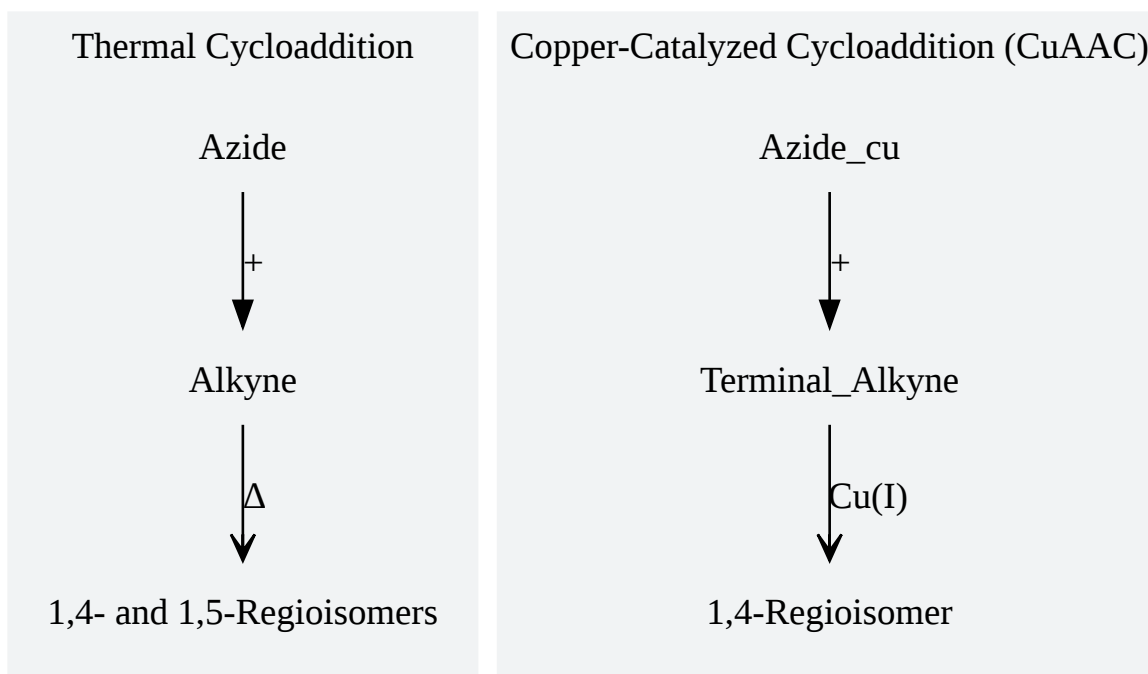 Thermal Cycloaddition
Azide
+
Alkyne
Δ
1,4- and 1,5-Regioisomers
Copper-Catalyzed Cycloaddition (CuAAC)
Azide_cu
+
Terminal_Alkyne
Cu(I)
1,4-Regioisomer